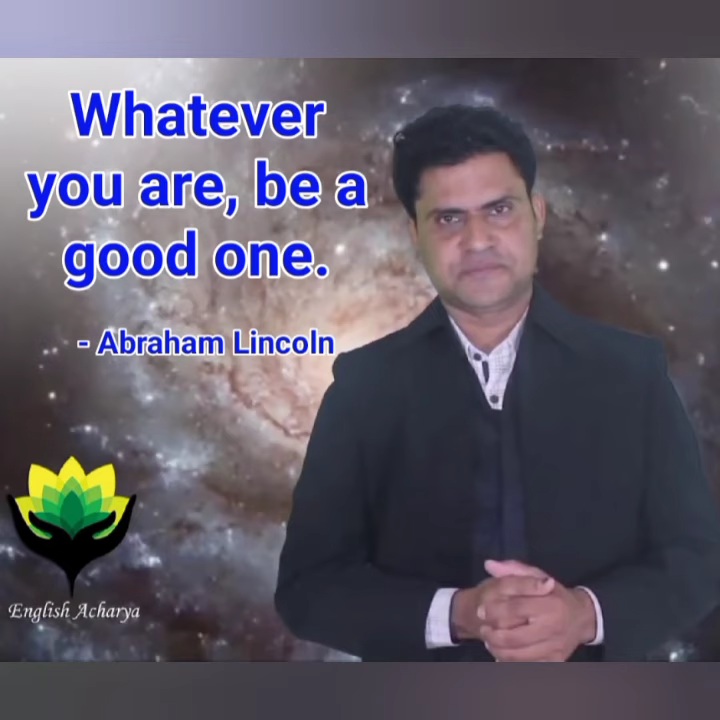 Whatever
you are, be a
good one.
- Abraham Lincoln
English Acharya